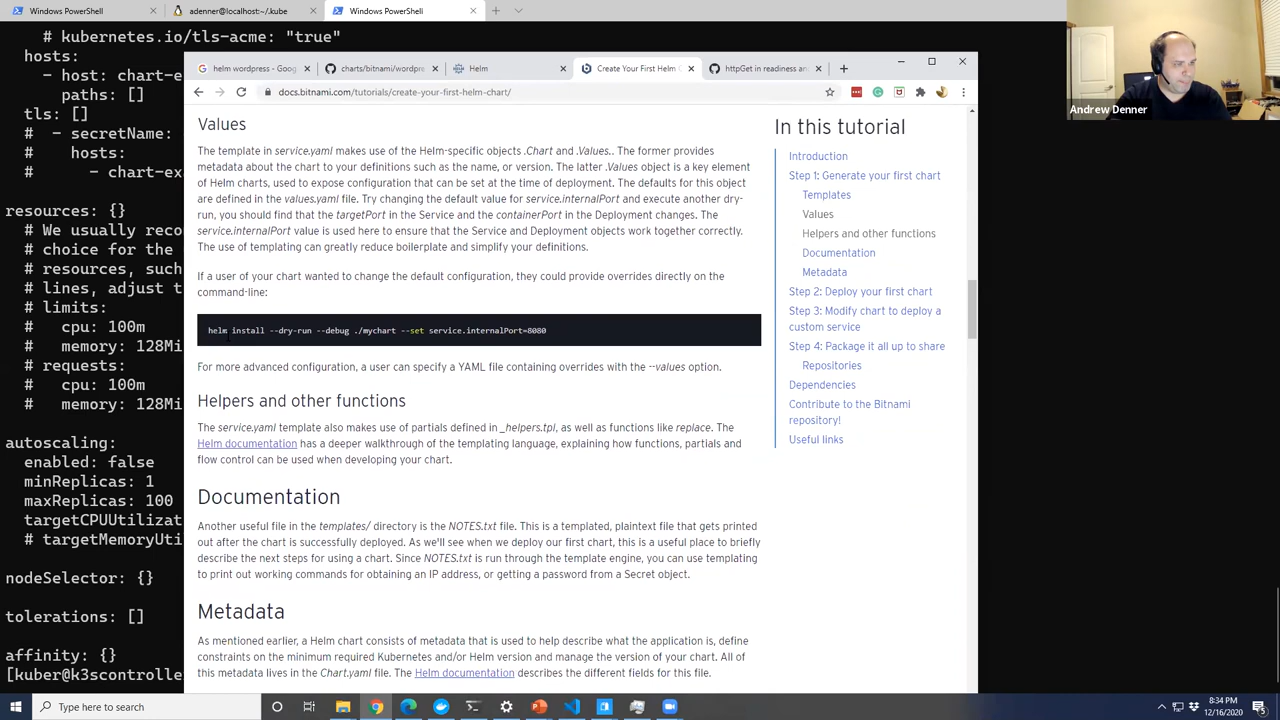 Windows PowerShell
adenner@localhost:~/.kube
Windows PowerShell
# kubernetes.io/tls-acme: "true"
hosts:
- host: chart-e
paths: []
tls: []
# - secretName:
# hosts:
# - chart-ex
resources: {}
# We usually reco
# choice for the
# resources, such
# lines, adjust t
# limits:
# cpu: 100m
# memory: 128Mi
# requests:
# cpu: 100m
# memory: 128Mi
autoscaling:
enabled: false
minReplicas: 1
maxReplicas: 100
targetCPUUtilizat
# targetMemoryUti
nodeSelector: {}
tolerations: []
affinity: {}
[kuber@k3scontrolle
helm wordpress - Goog
charts/bitnami/wordpre
Helm
Create Your First Helm C
httpGet in readiness an
docs.bitnami.com/tutorials/create-your-first-helm-chart/
Values
The template in service.yaml makes use of the Helm-specific objects .Chart and .Values.. The former provides
metadata about the chart to your definitions such as the name, or version. The latter .Values object is a key element
of Helm charts, used to expose configuration that can be set at the time of deployment. The defaults for this object
are defined in the values.yaml file. Try changing the default value for service.internalPort and execute another dry-
run, you should find that the targetPort in the Service and the containerPort in the Deployment changes. The
service.internalPort value is used here to ensure that the Service and Deployment objects work together correctly.
The use of templating can greatly reduce boilerplate and simplify your definitions.
If a user of your chart wanted to change the default configuration, they could provide overrides directly on the
command-line:
helm install --dry-run --debug ./mychart --set service.internalPort=8080
For more advanced configuration, a user can specify a YAML file containing overrides with the --values option.
Helpers and other functions
The service.yaml template also makes use of partials defined in _helpers.tpl, as well as functions like replace. The
Helm documentation has a deeper walkthrough of the templating language, explaining how functions, partials and
flow control can be used when developing your chart.
Documentation
Another useful file in the templates/ directory is the NOTES.txt file. This is a templated, plaintext file that gets printed
out after the chart is successfully deployed. As we'll see when we deploy our first chart, this is a useful place to briefly
describe the next steps for using a chart. Since NOTES.txt is run through the template engine, you can use templating
to print out working commands for obtaining an IP address, or getting a password from a Secret object.
Metadata
As mentioned earlier, a Helm chart consists of metadata that is used to help describe what the application is, define
constraints on the minimum required Kubernetes and/or Helm version and manage the version of your chart. All of
this metadata lives in the Chart.yaml file. The Helm documentation describes the different fields for this file.
In this tutorial
Introduction
Step 1: Generate your first chart
Templates
Values
Helpers and other functions
Documentation
Metadata
Step 2: Deploy your first chart
Step 3: Modify chart to deploy a
custom service
Step 4: Package it all up to share
Repositories
Dependencies
Contribute to the Bitnami
repository!
Useful links
Andrew Denner
Type here to search
8:34 PM
12/16/2020